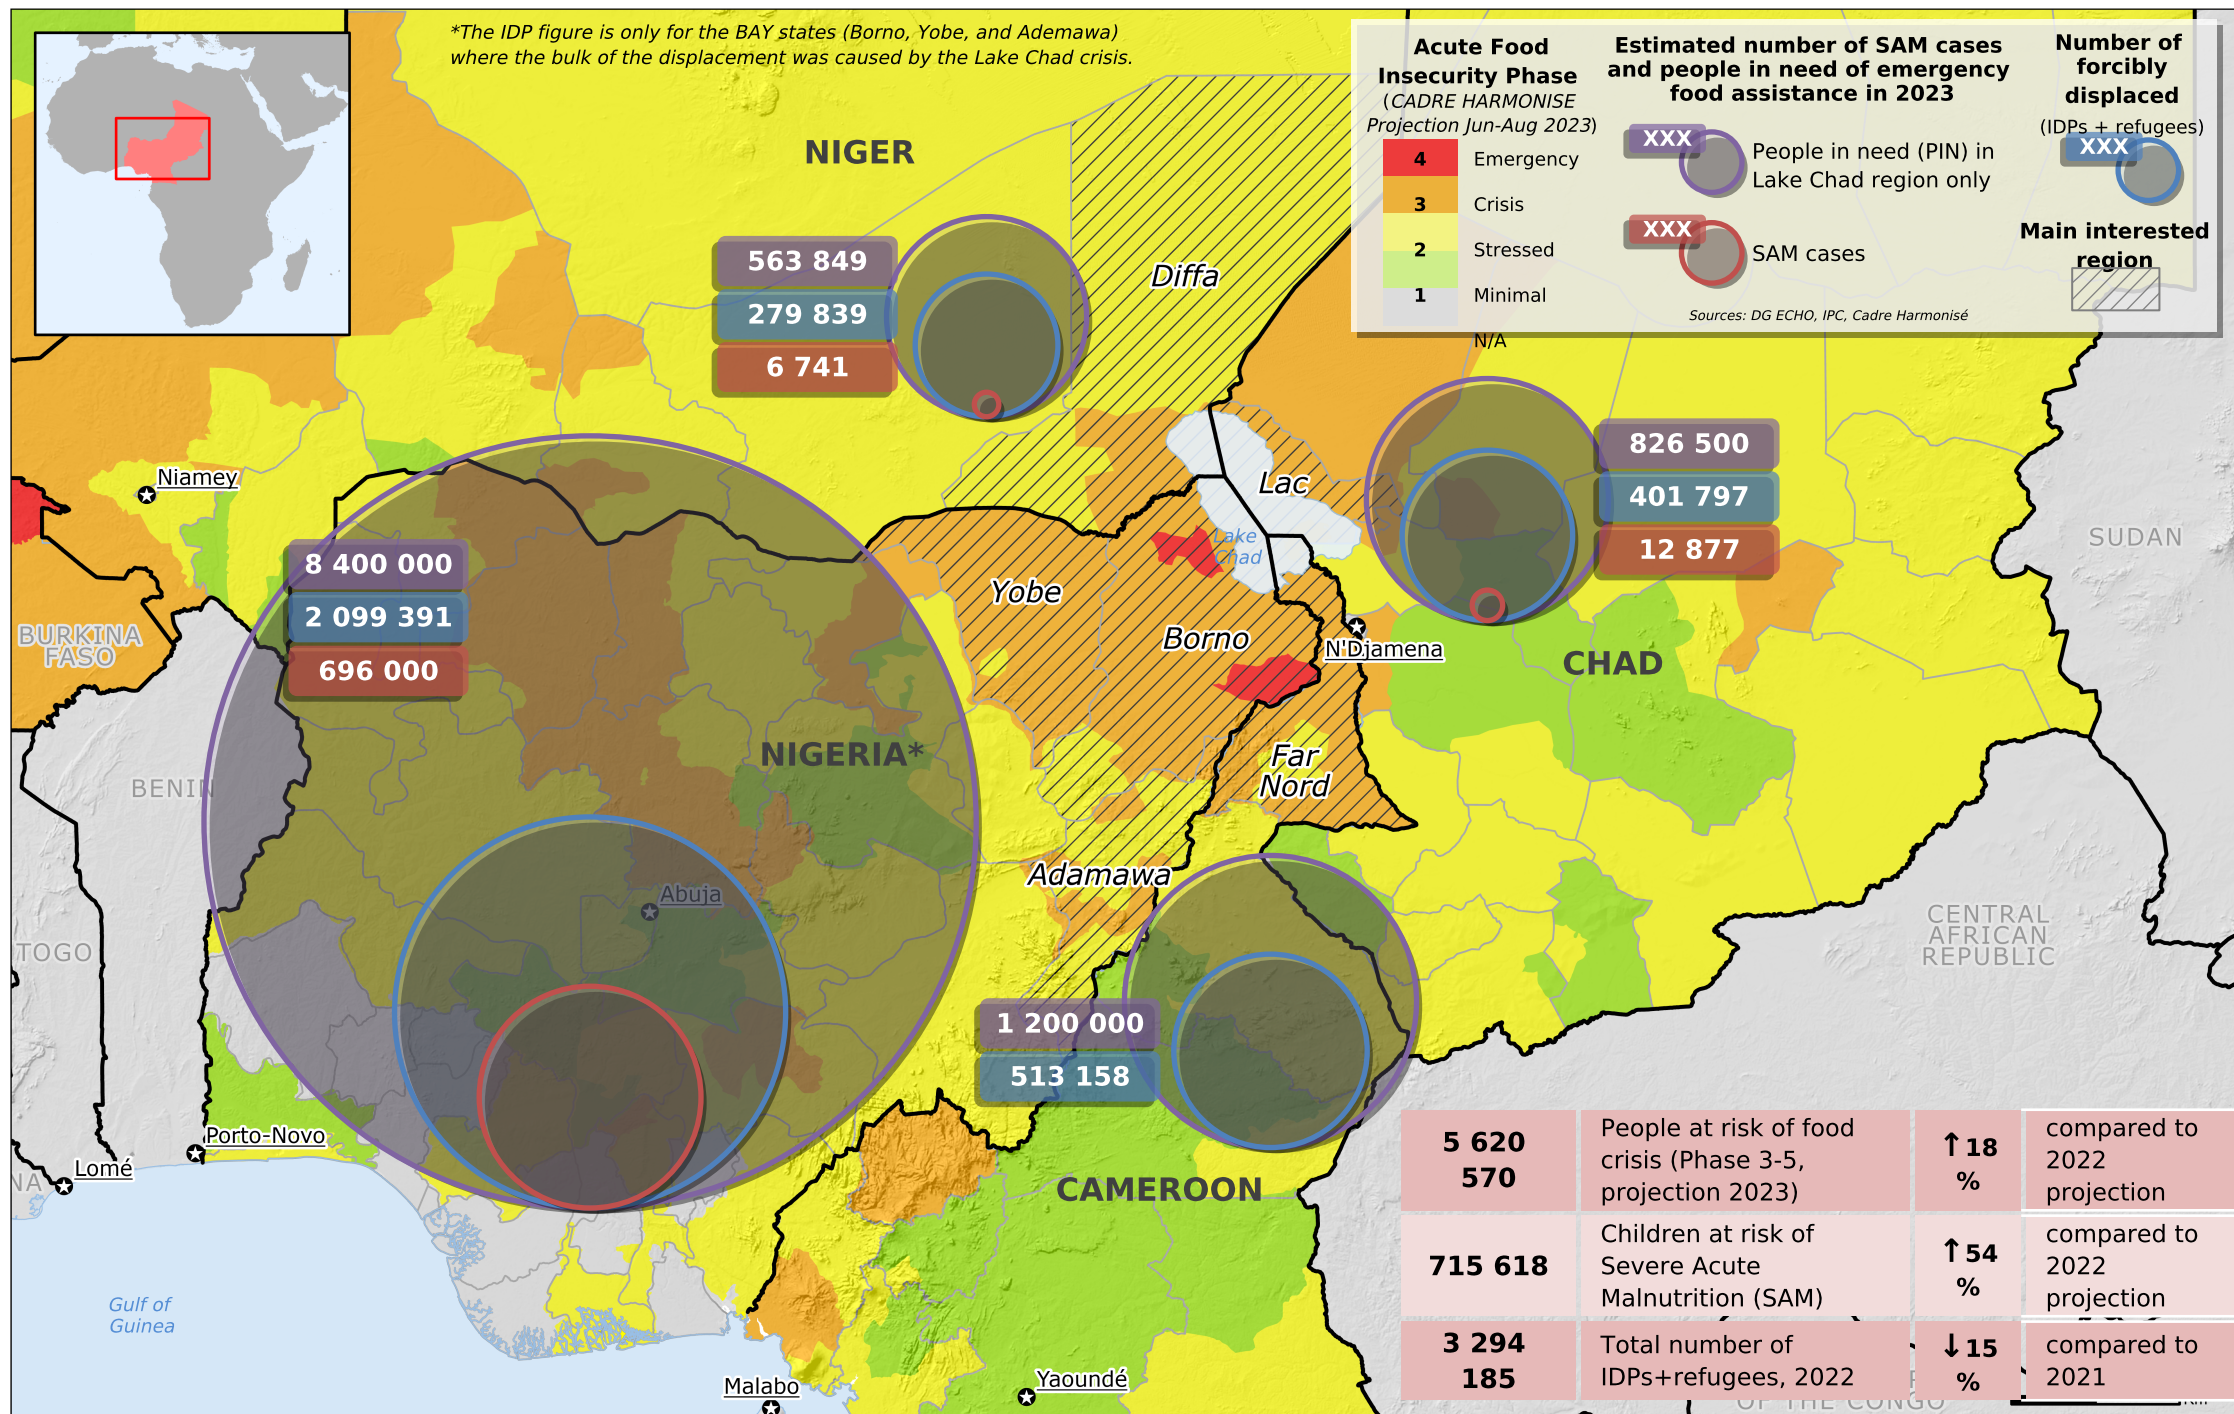 *The IDP figure is only for the BAY states (Borno, Yobe, and Ademawa)
where the bulk of the displacement was caused by the Lake Chad crisis.
Acute Food
Insecurity Phase
(CADRE HARMONISE
Projection Jun-Aug 2023)
4 Emergency
3 Crisis
2 Stressed
1 Minimal
N/A
Estimated number of SAM cases
and people in need of emergency
food assistance in 2023
XXX
People in need (PIN) in
Lake Chad region only
XXX
SAM cases
Sources: DG ECHO, IPC, Cadre Harmonisé
Number of
forcibly
displaced
(IDPs + refugees)
XXX
Main interested
region
NIGER
Diffa
563 849
279 839
6 741
826 500
401 797
12 877
Niamey
Lac
Lake
Chad
SUDAN
8 400 000
2 099 391
696 000
Yobe
Borno
N'Djamena
CHAD
BURKINA
FASO
NIGERIA*
Far
Nord
BENIN
Adamawa
Abuja
TOGO
CENTRAL
AFRICAN
REPUBLIC
1 200 000
513 158
Porto-Novo
Lomé
NA
CAMEROON
Gulf of
Guinea
Malabo
Yaoundé
5 620
570
People at risk of food
crisis (Phase 3-5,
projection 2023)
↑18
%
compared to
2022
projection
715 618
Children at risk of
Severe Acute
Malnutrition (SAM)
↑54
%
compared to
2022
projection
3 294
185
Total number of
IDPs+refugees, 2022
↓15
%
compared to
2021
OF THE CONGO